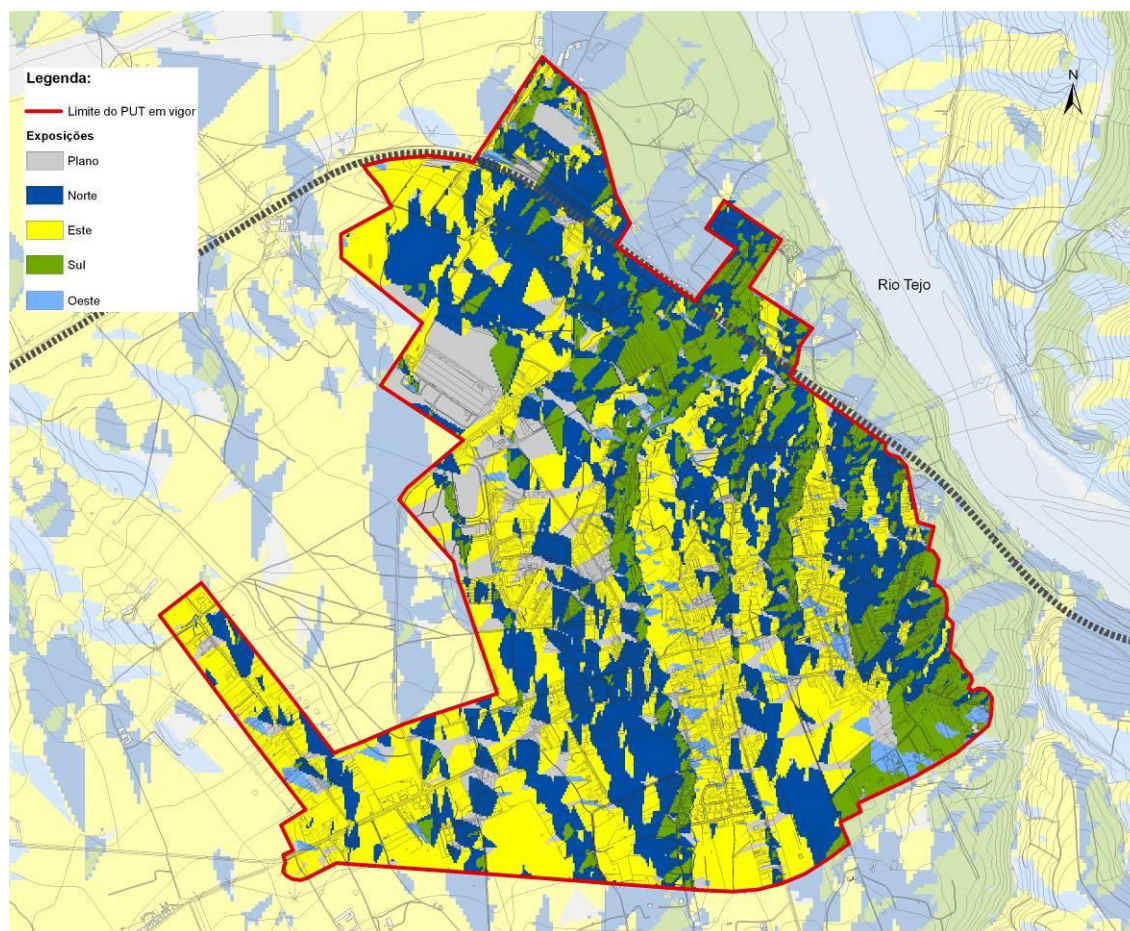 Legenda:
Limite do PUT em vigor
Exposições
Plano
Norte
Este
Sul
Oeste
N
Rio Tejo